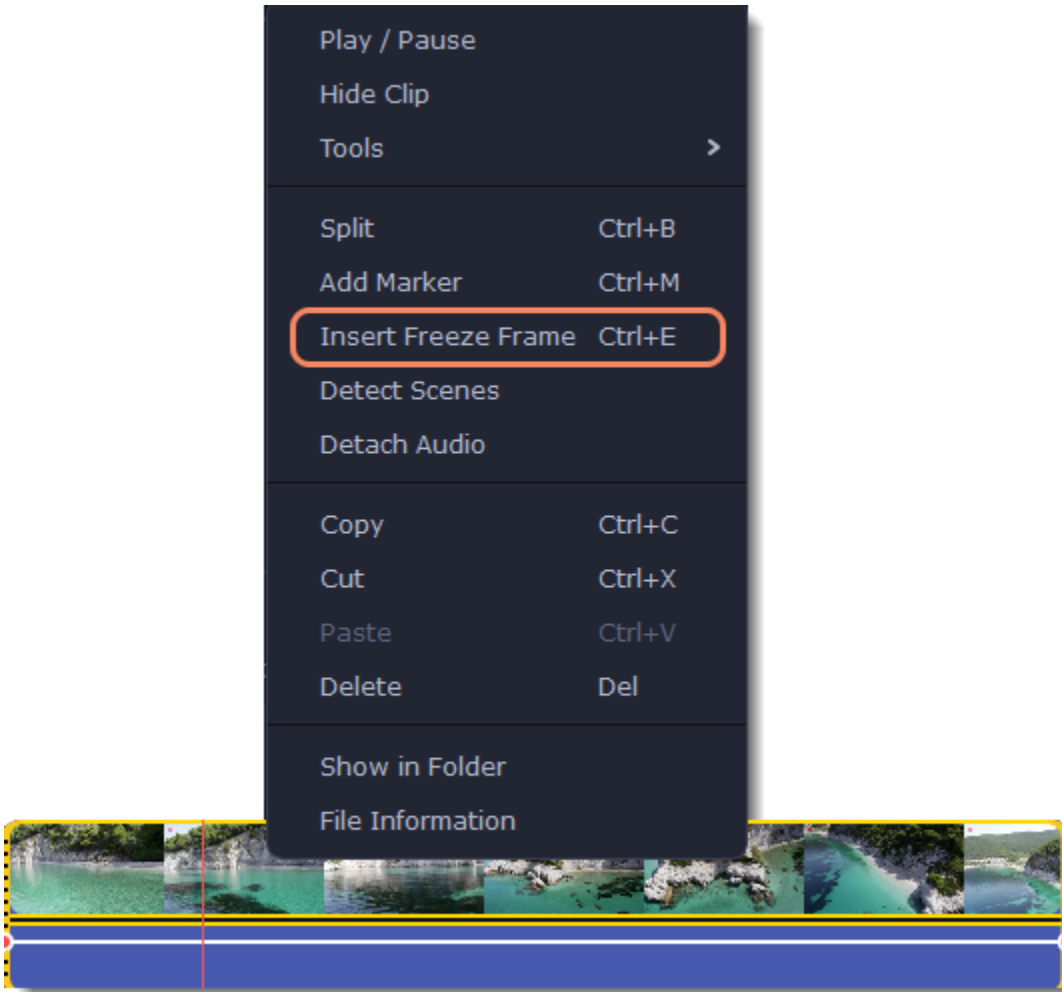 Play / Pause
Hide Clip
Tools
Split Ctrl+B
Add Marker Ctrl+M
Insert Freeze Frame Ctrl+E
Detect Scenes
Detach Audio
Copy Ctrl+C
Cut Ctrl+X
Paste Ctrl+V
Delete Del
Show in Folder
File Information